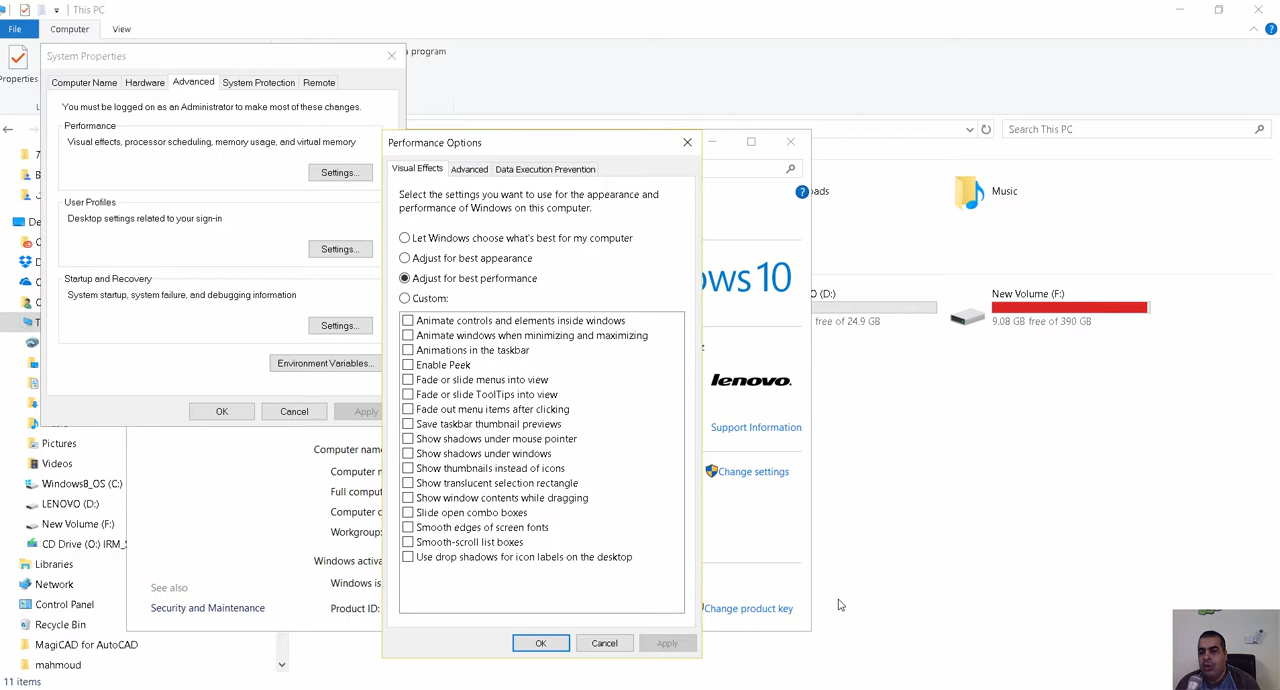 This PC
File
Computer
View
a program
Properties
System Properties
Computer Name
Hardware
Advanced
System Protection
Remote
You must be logged on as an Administrator to make most of these changes.
Performance
Visual effects, processor scheduling, memory usage, and virtual memory
Settings...
User Profiles
Desktop settings related to your sign-in
Settings...
Startup and Recovery
System startup, system failure, and debugging information
Settings...
Environment Variables...
OK
Cancel
Apply
Performance Options
Visual Effects
Advanced
Data Execution Prevention
Select the settings you want to use for the appearance and
performance of Windows on this computer.
Let Windows choose what's best for my computer
Adjust for best appearance
Adjust for best performance
Custom:
Animate controls and elements inside windows
Animate windows when minimizing and maximizing
Animations in the taskbar
Enable Peek
Fade or slide menus into view
Fade or slide ToolTips into view
Fade out menu items after clicking
Save taskbar thumbnail previews
Show shadows under mouse pointer
Show shadows under windows
Show thumbnails instead of icons
Show translucent selection rectangle
Show window contents while dragging
Slide open combo boxes
Smooth edges of screen fonts
Smooth-scroll list boxes
Use drop shadows for icon labels on the desktop
OK
Cancel
Apply
Search This PC
oads
Music
ows 10
O (D:)
free of 24.9 GB
New Volume (F:)
9.08 GB free of 390 GB
lenovo.
Support Information
Change settings
Change product key
Computer name
Computer n
Full compu
Computer d
Workgroup:
Windows activa
Windows is
Product ID:
See also
Security and Maintenance
Pictures
Videos
Windows8_OS (C:)
LENOVO (D:)
New Volume (F:)
CD Drive (O:) IRM_S
Libraries
Network
Control Panel
Recycle Bin
MagiCAD for AutoCAD
mahmoud
11 items